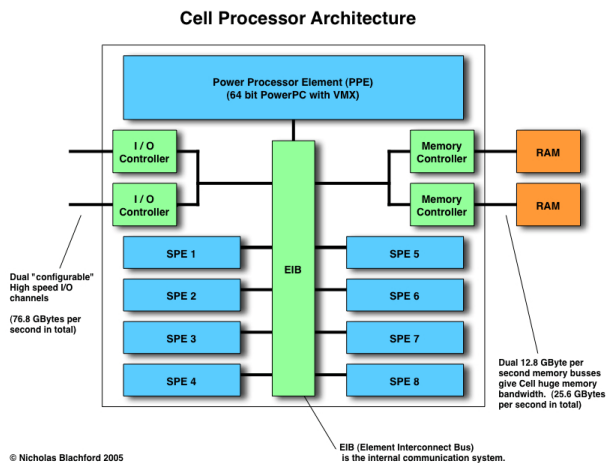 Cell Processor Architecture
Power Processor Element (PPE)
(64 bit PowerPC with VMX)
I / O
Controller
Memory
Controller
RAM
I / O
Controller
Memory
Controller
RAM
EIB
SPE 1
SPE 5
SPE 2
SPE 6
SPE 3
SPE 7
SPE 4
SPE 8
Dual "configurable"
High speed I/O
channels
(76.8 GBytes per
second in total)
Dual 12.8 GByte per
second memory busses
give Cell huge memory
bandwidth. (25.6 GBytes
per second in total)
EIB (Element Interconnect Bus)
is the internal communication system.
© Nicholas Blachford 2005